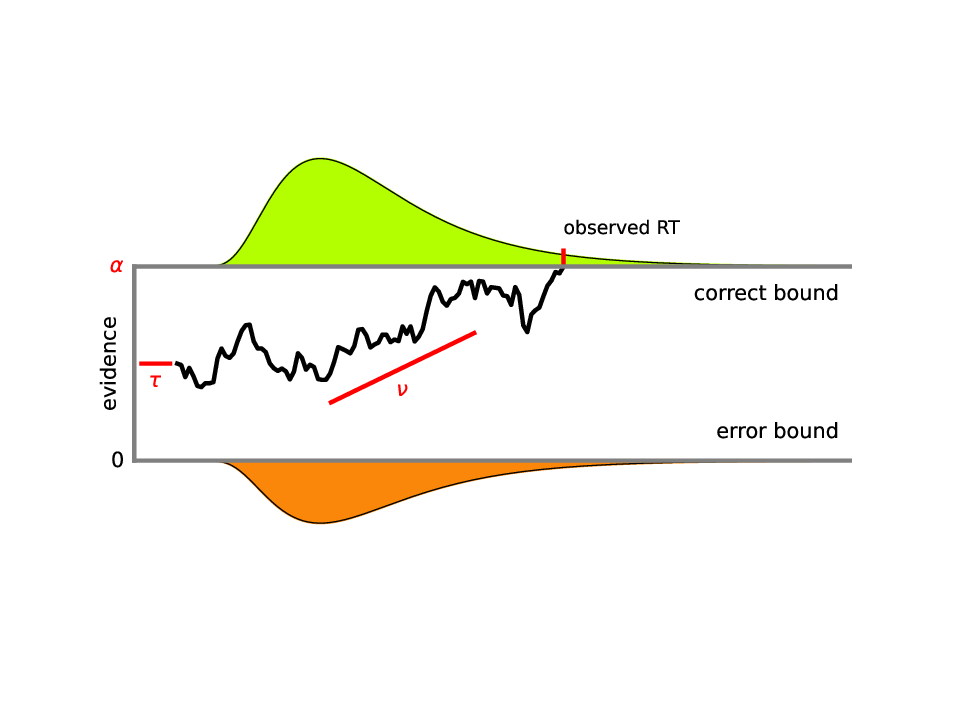 observed RT
α
correct bound
evidence
τ
ν
error bound
0